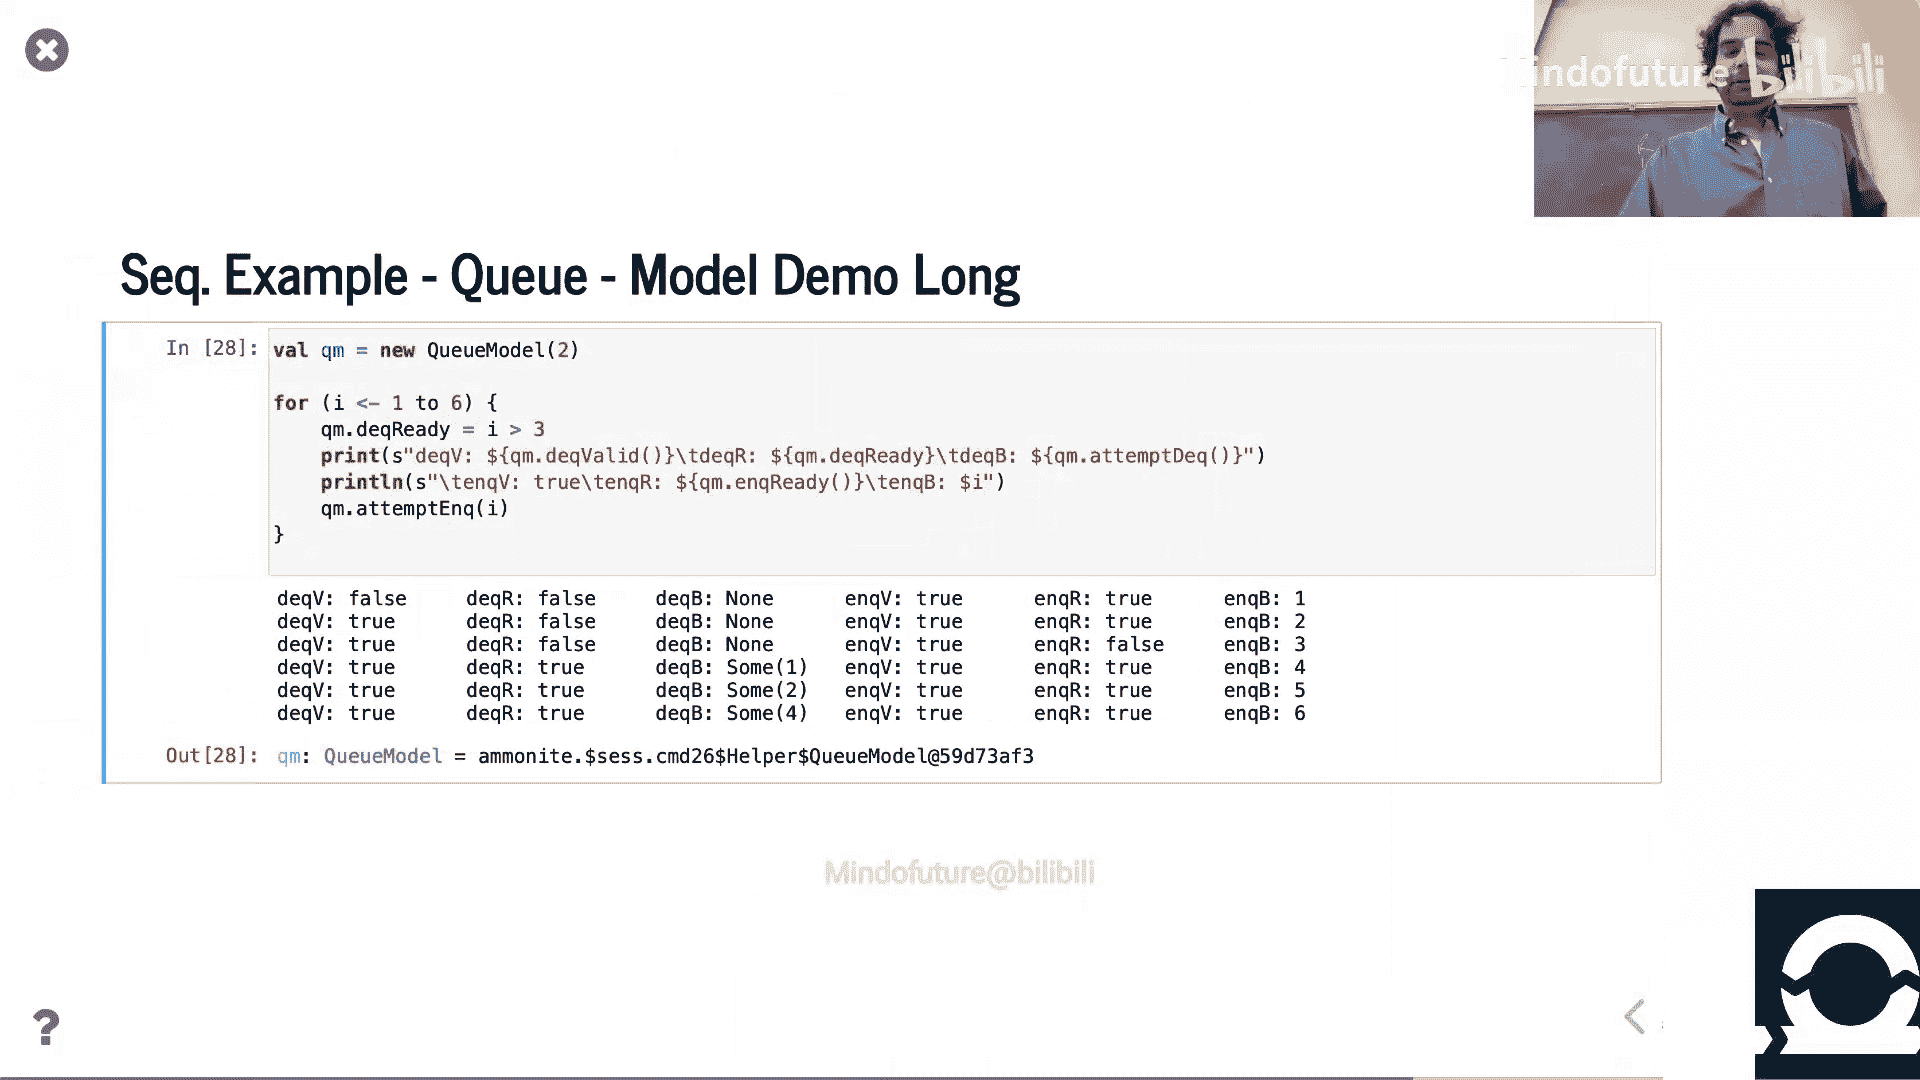 Mindofuture bilibili
Seq. Example - Queue - Model Demo Long
In [28]: val qm = new QueueModel(2)
for (i <- 1 to 6) {
    qm.deqReady = i > 3
    print(s"deqV: ${qm.deqValid()}\tdeqR: ${qm.deqReady}\tdeqB: ${qm.attemptDeq()}")
    println(s"\tenqV: true\tenqR: ${qm.enqReady()}\tenqB: $i")
    qm.attemptEnq(i)
}
deqV: false deqR: false deqB: None enqV: true enqR: true enqB: 1
deqV: true deqR: false deqB: None enqV: true enqR: true enqB: 2
deqV: true deqR: false deqB: None enqV: true enqR: false enqB: 3
deqV: true deqR: true deqB: Some(1) enqV: true enqR: true enqB: 4
deqV: true deqR: true deqB: Some(2) enqV: true enqR: true enqB: 5
deqV: true deqR: true deqB: Some(4) enqV: true enqR: true enqB: 6
Out[28]: qm: QueueModel = ammonite.$sess.cmd26$Helper$QueueModel@59d73af3
Mindofuture@bilibili
?